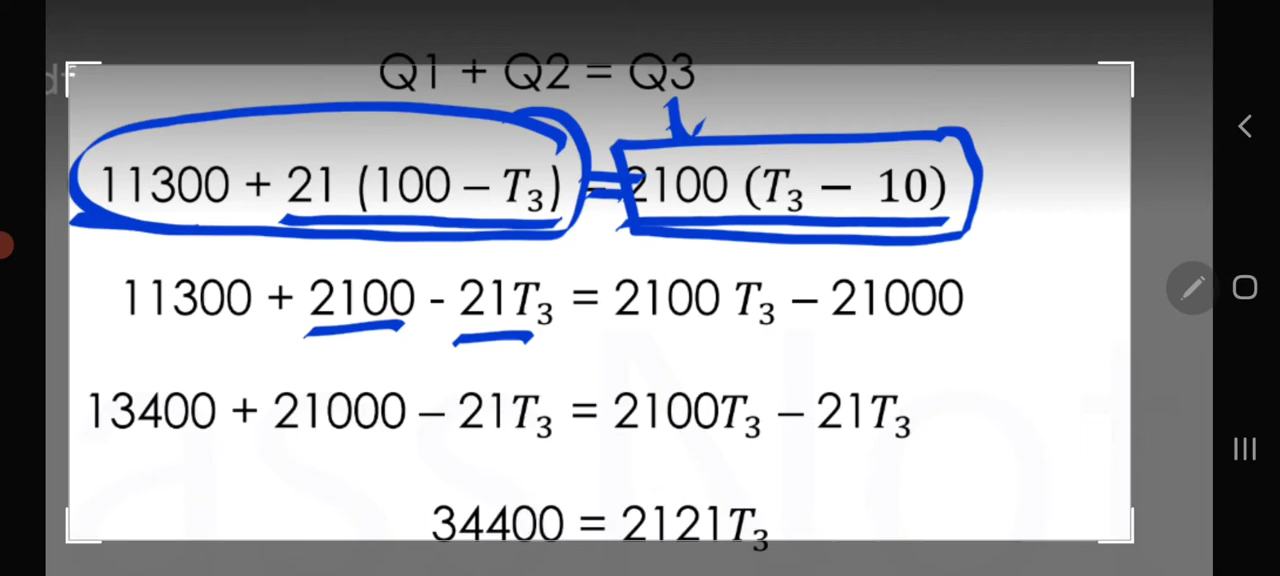 df
Q1 + Q2 = Q3
11300 + 21 (100 – T₃) = 2100 (T₃ – 10)
11300 + 2100 - 21T₃ = 2100 T₃ – 21000
13400 + 21000 – 21T₃ = 2100T₃ – 21T₃
34400 = 2121T₃